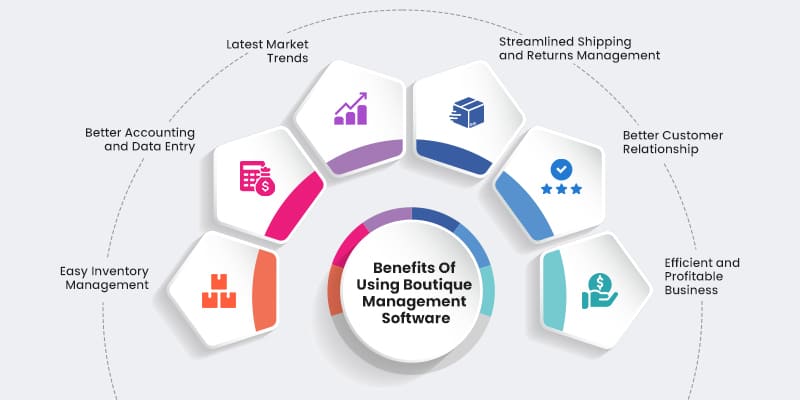 Latest Market
Trends
Streamlined Shipping
and Returns Management
Better Accounting
and Data Entry
Better Customer
Relationship
Easy Inventory
Management
Efficient and
Profitable
Business
Benefits Of
Using Boutique
Management
Software